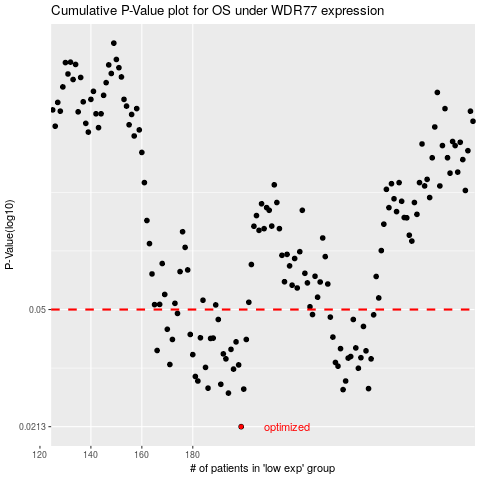 Cumulative P-Value plot for OS under WDR77 expression
P-Value(log10)
0.05
0.0213
optimized
120 140 160 180
# of patients in 'low exp' group